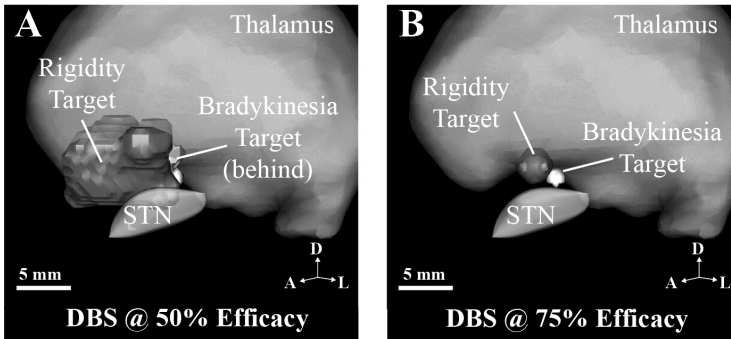 A
Thalamus
Rigidity
Target
Bradykinesia
Target
(behind)
STN
5 mm
D
A
L
DBS @ 50% Efficacy
B
Thalamus
Rigidity
Target
Bradykinesia
Target
STN
5 mm
D
A
L
DBS @ 75% Efficacy